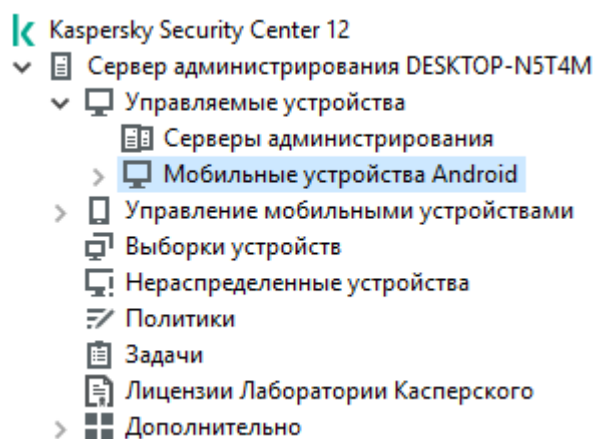 Kaspersky Security Center 12
Сервер администрирования DESKTOP-N5T4M
Управляемые устройства
Серверы администрирования
Мобильные устройства Android
Управление мобильными устройствами
Выборки устройств
Нераспределенные устройства
Политики
Задачи
Лицензии Лаборатории Касперского
Дополнительно